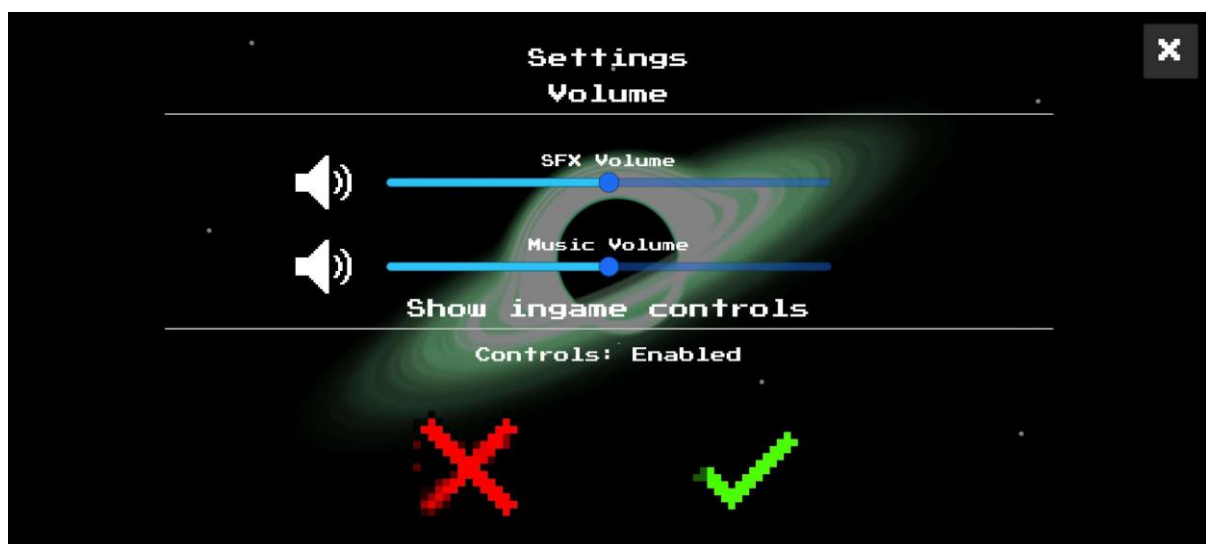 Settings
Volume
SFX Volume
Music Volume
Show ingame controls
Controls: Enabled